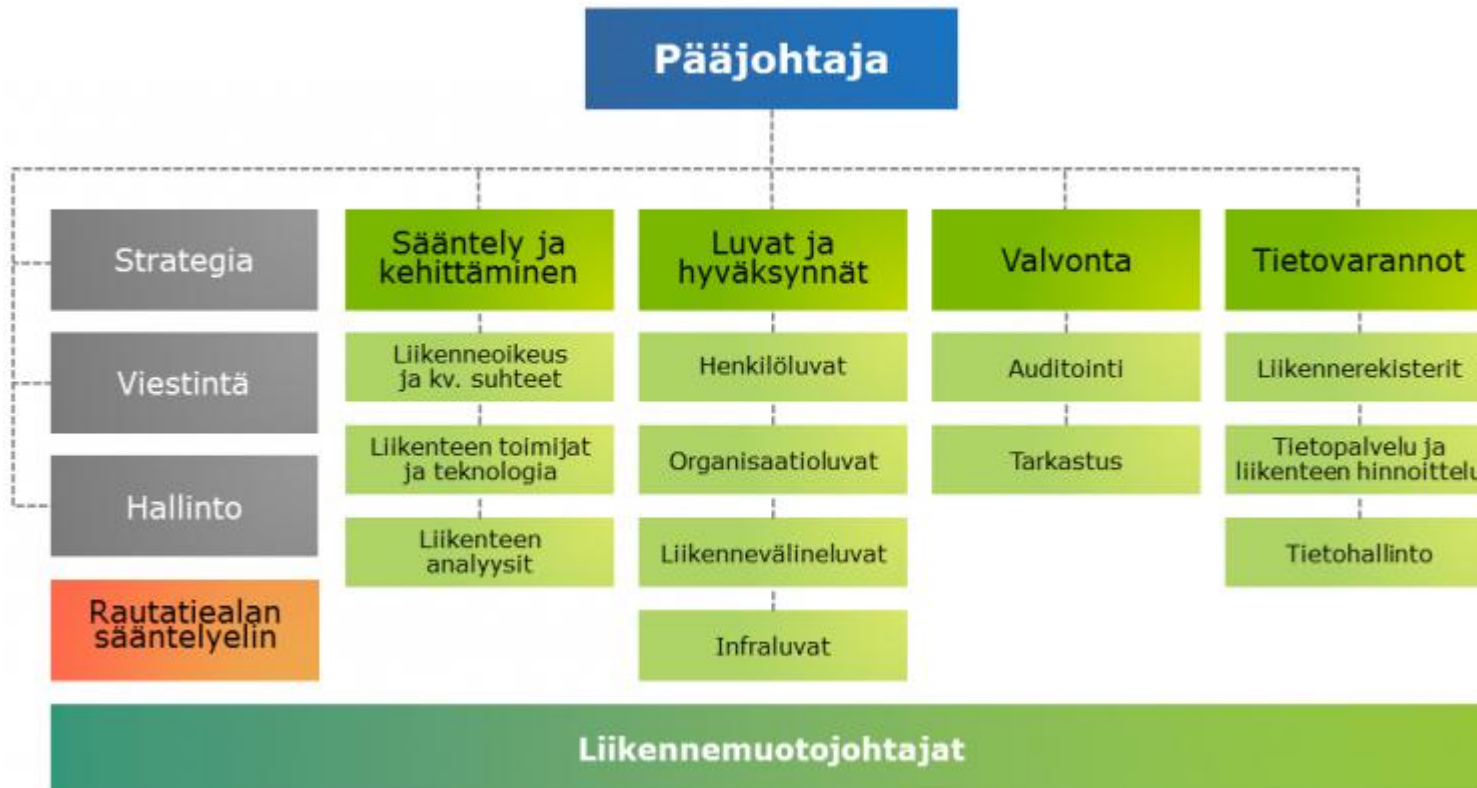 Pääjohtaja
Strategia
Viestintä
Hallinto
Rautatiealan
sääntelyelin
Sääntely ja
kehittäminen
Liikenneoikeus
ja kv. suhteet
Liikenteen toimijat
ja teknologia
Liikenteen
analyysit
Luvat ja
hyväksynnät
Henkilöluvat
Organisaatioluvat
Liikennevälineluvat
Infraluvat
Valvonta
Auditointi
Tarkastus
Tietovarannot
Liikennerekisterit
Tietopalvelu ja
liikenteen hinnoittelu
Tietohallinto
Liikennemuotojohtajat